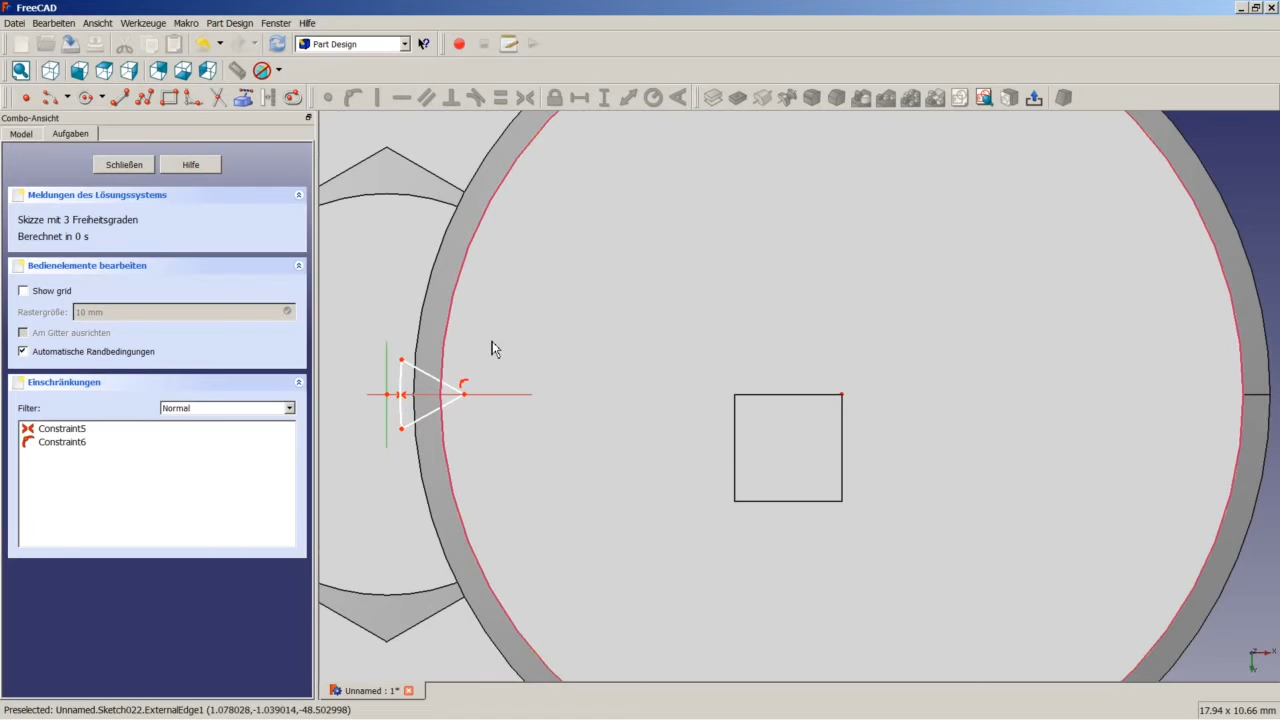 FreeCAD
Datei Bearbeiten Ansicht Werkzeuge Makro Part Design Fenster Hilfe
Part Design
Combo-Ansicht
Model Aufgaben
Schließen Hilfe
Meldungen des Lösungssystems
Skizze mit 3 Freiheitsgraden
Berechnet in 0 s
Bedienelemente bearbeiten
Show grid
Rastergröße: 10 mm
Am Gitter ausrichten
Automatische Randbedingungen
Einschränkungen
Filter: Normal
Constraint5
Constraint6
Unnamed : 1*
Preselected: Unnamed.Sketch022.ExternalEdge1 (1.078028,-1.039014,-48.502998) 17.94 x 10.66 mm